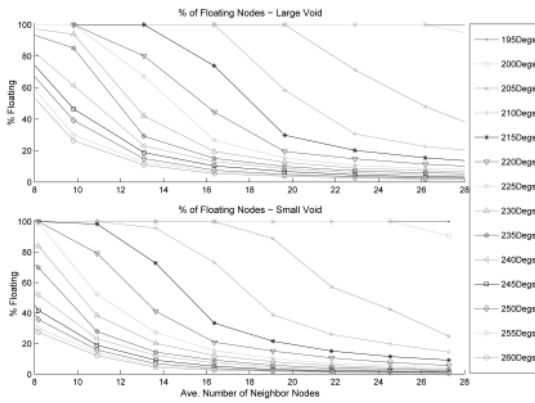 % of Floating Nodes – Large Void
100
80
60
40
20
0
% Floating
8 10 12 14 16 18 20 22 24 26 28
% of Floating Nodes – Small Void
100
80
60
40
20
0
% Floating
8 10 12 14 16 18 20 22 24 26 28
Ave. Number of Neighbor Nodes
195Degs
200Degs
205Degs
210Degs
215Degs
220Degs
225Degs
230Degs
235Degs
240Degs
245Degs
250Degs
255Degs
260Degs